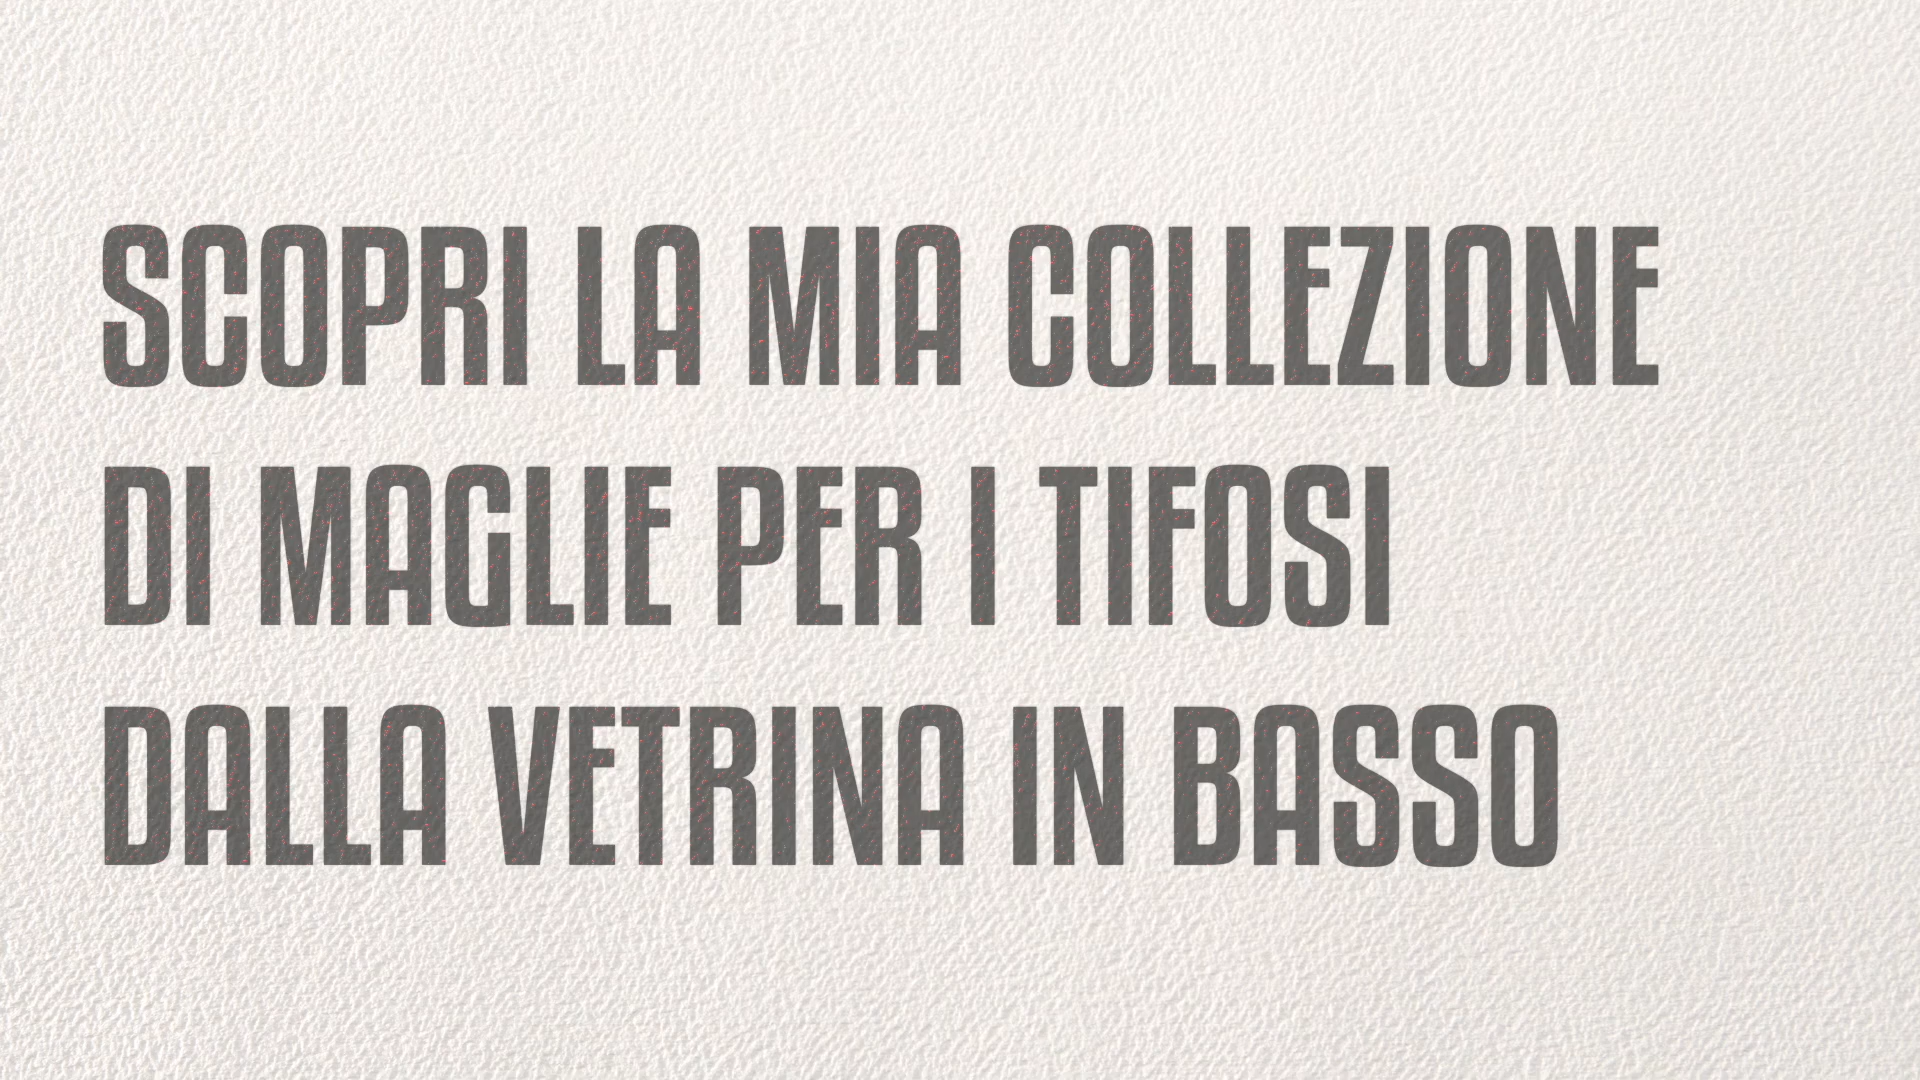 SCOPRI LA MIA COLLEZIONE
DI MAGLIE PER I TIFOSI
DALLA VETRINA IN BASSO